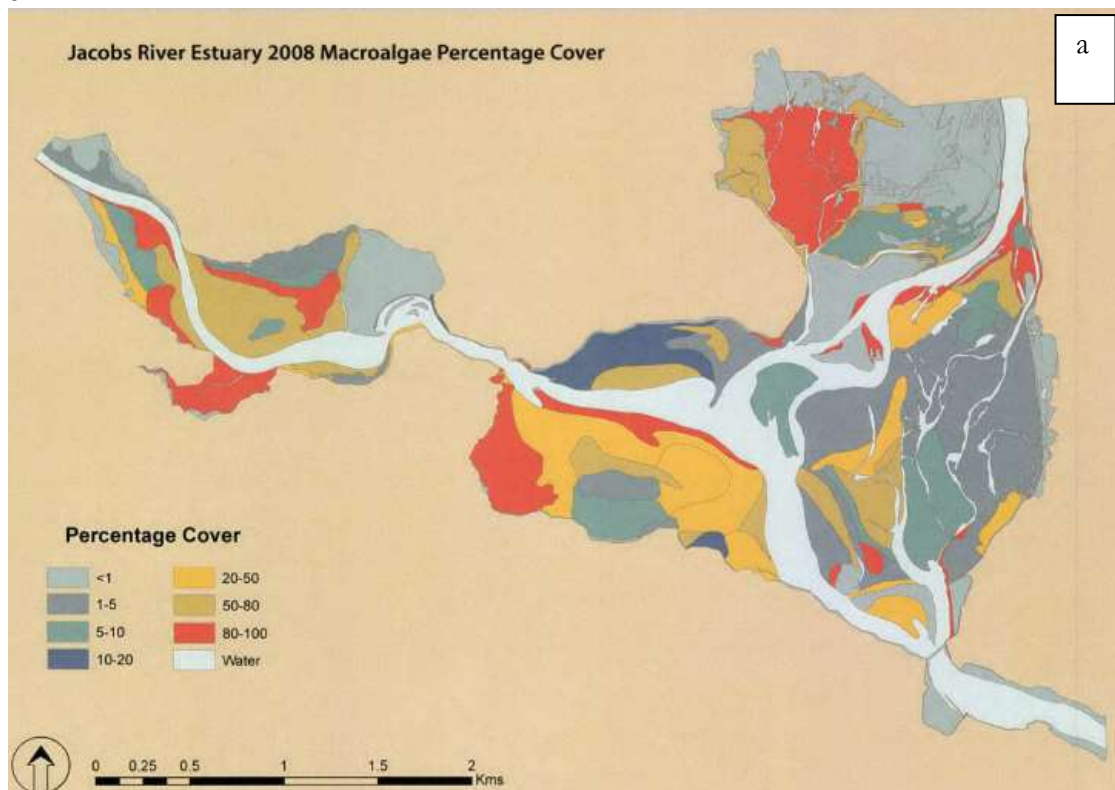 Jacobs River Estuary 2008 Macroalgae Percentage Cover
a
Percentage Cover
<1
1-5
5-10
10-20
20-50
50-80
80-100
Water
0 0.25 0.5 1 1.5 2
Kms